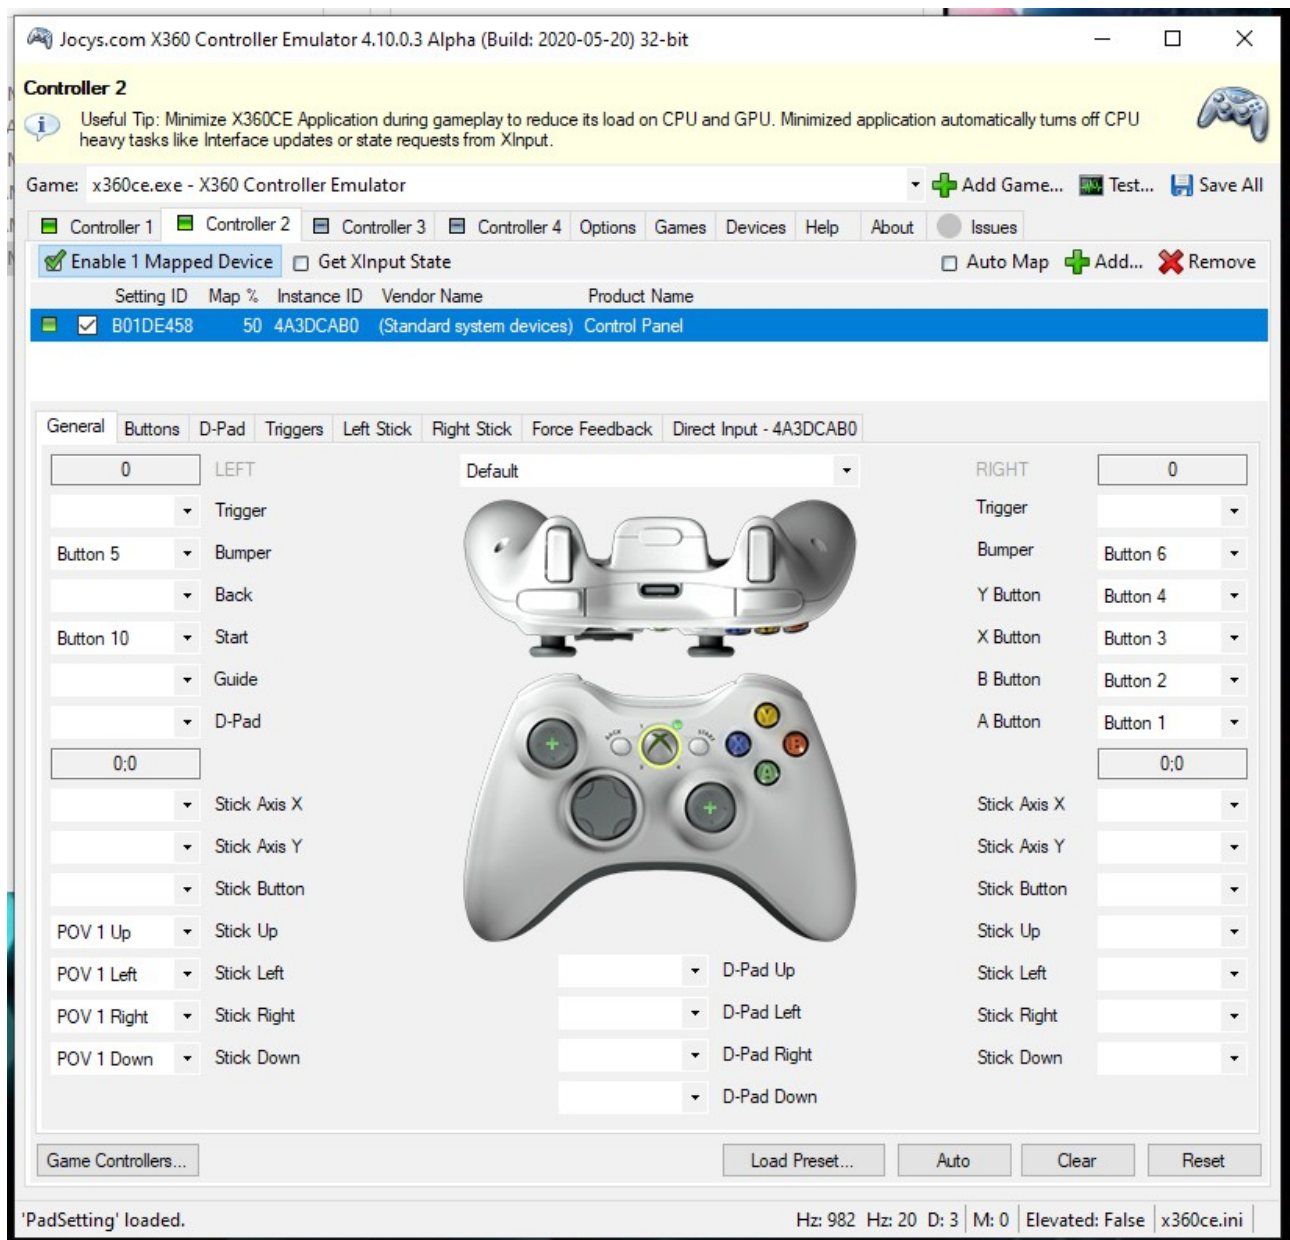 Jocys.com X360 Controller Emulator 4.10.0.3 Alpha (Build: 2020-05-20) 32-bit
Controller 2
Useful Tip: Minimize X360CE Application during gameplay to reduce its load on CPU and GPU. Minimized application automatically turns off CPU
heavy tasks like Interface updates or state requests from XInput.
Game: x360ce.exe - X360 Controller Emulator Add Game... Test... Save All
Controller 1 Controller 2 Controller 3 Controller 4 Options Games Devices Help About Issues
Enable 1 Mapped Device Get XInput State Auto Map Add... Remove
Setting ID Map % Instance ID Vendor Name Product Name
B01DE458 50 4A3DCAB0 (Standard system devices) Control Panel
General Buttons D-Pad Triggers Left Stick Right Stick Force Feedback Direct Input - 4A3DCAB0
0 LEFT Default RIGHT 0
Trigger Trigger
Button 5 Bumper Bumper Button 6
Back Y Button Button 4
Button 10 Start X Button Button 3
Guide B Button Button 2
D-Pad A Button Button 1
BACK START Y X B A
0;0 0;0
Stick Axis X Stick Axis X
Stick Axis Y Stick Axis Y
Stick Button Stick Button
POV 1 Up Stick Up Stick Up
POV 1 Left Stick Left D-Pad Up Stick Left
POV 1 Right Stick Right D-Pad Left Stick Right
POV 1 Down Stick Down D-Pad Right Stick Down
D-Pad Down
Game Controllers... Load Preset... Auto Clear Reset
'PadSetting' loaded. Hz: 982 Hz: 20 D: 3 M: 0 Elevated: False x360ce.ini